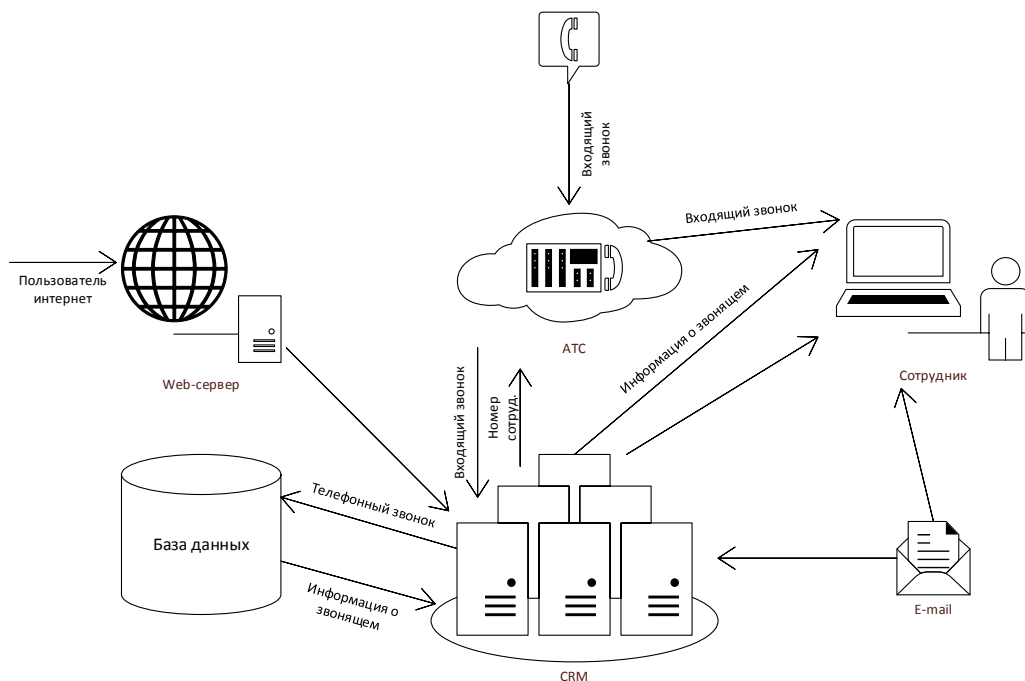 Входящий
звонок
Входящий звонок
Пользователь
интернет
АТС
Информация о звонящем
Web-сервер
Сотрудник
Входящий звонок
Номер
сотруд.
Телефонный звонок
База данных
Информация о
звонящем
E-mail
CRM